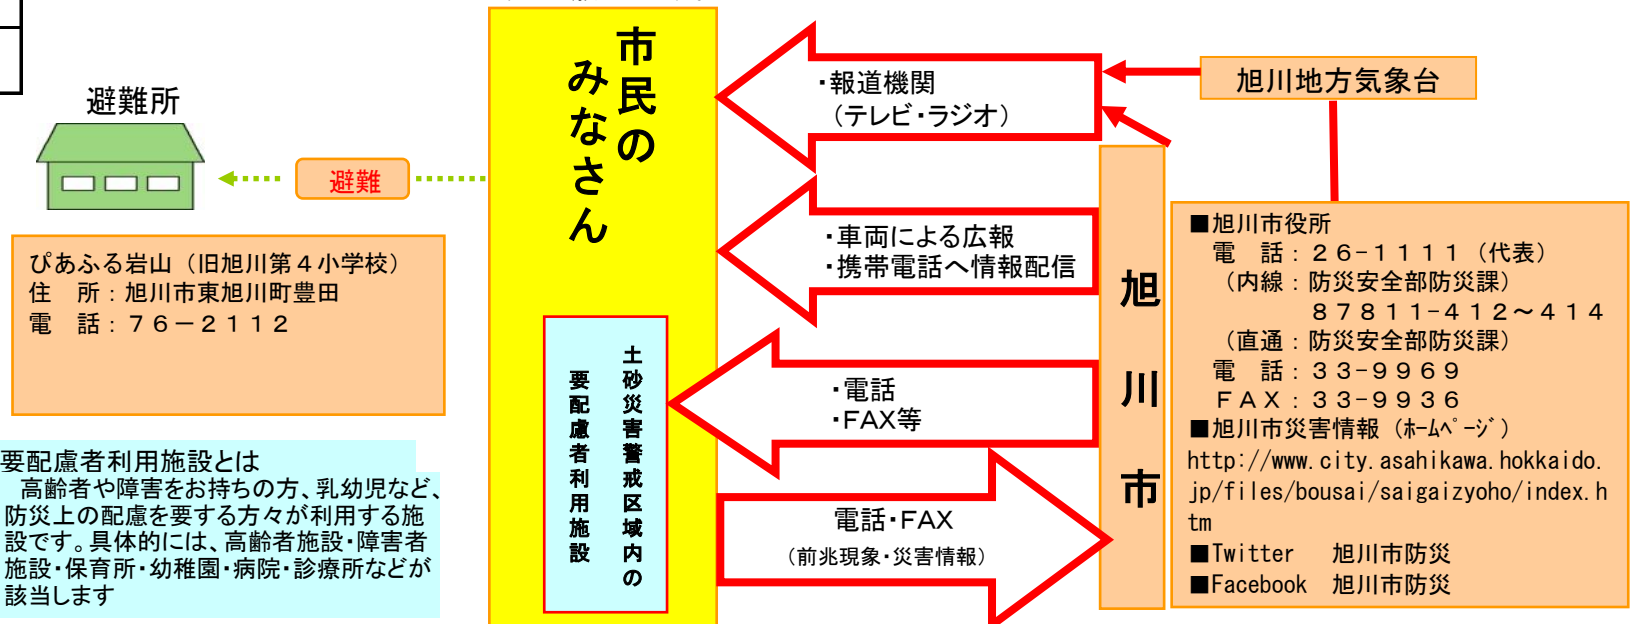 避難所
避難
ぴあふる岩山（旧旭川第４小学校）
住　所：旭川市東旭川町豊田
電　話：７６－２１１２
要配慮者利用施設とは
高齢者や障害をお持ちの方、乳幼児など、
防災上の配慮を要する方々が利用する施
設です。具体的には、高齢者施設・障害者
施設・保育所・幼稚園・病院・診療所などが
該当します
市民の
みなさん
土砂災害警戒区域内の
要配慮者利用施設
・報道機関
（テレビ・ラジオ）
・車両による広報
・携帯電話へ情報配信
・電話
・FAX等
電話・FAX
（前兆現象・災害情報）
旭川市
旭川地方気象台
■旭川市役所
電　話：２６-１１１１（代表）
（内線：防災安全部防災課）
８７８１１-４１２～４１４
（直通：防災安全部防災課）
電　話：３３-９９６９
ＦＡＸ：３３-９９３６
■旭川市災害情報（ﾎｰﾑﾍﾟｰｼﾞ）
http://www.city.asahikawa.hokkaido.
jp/files/bousai/saigaizyoho/index.h
tm
■Twitter　旭川市防災
■Facebook　旭川市防災